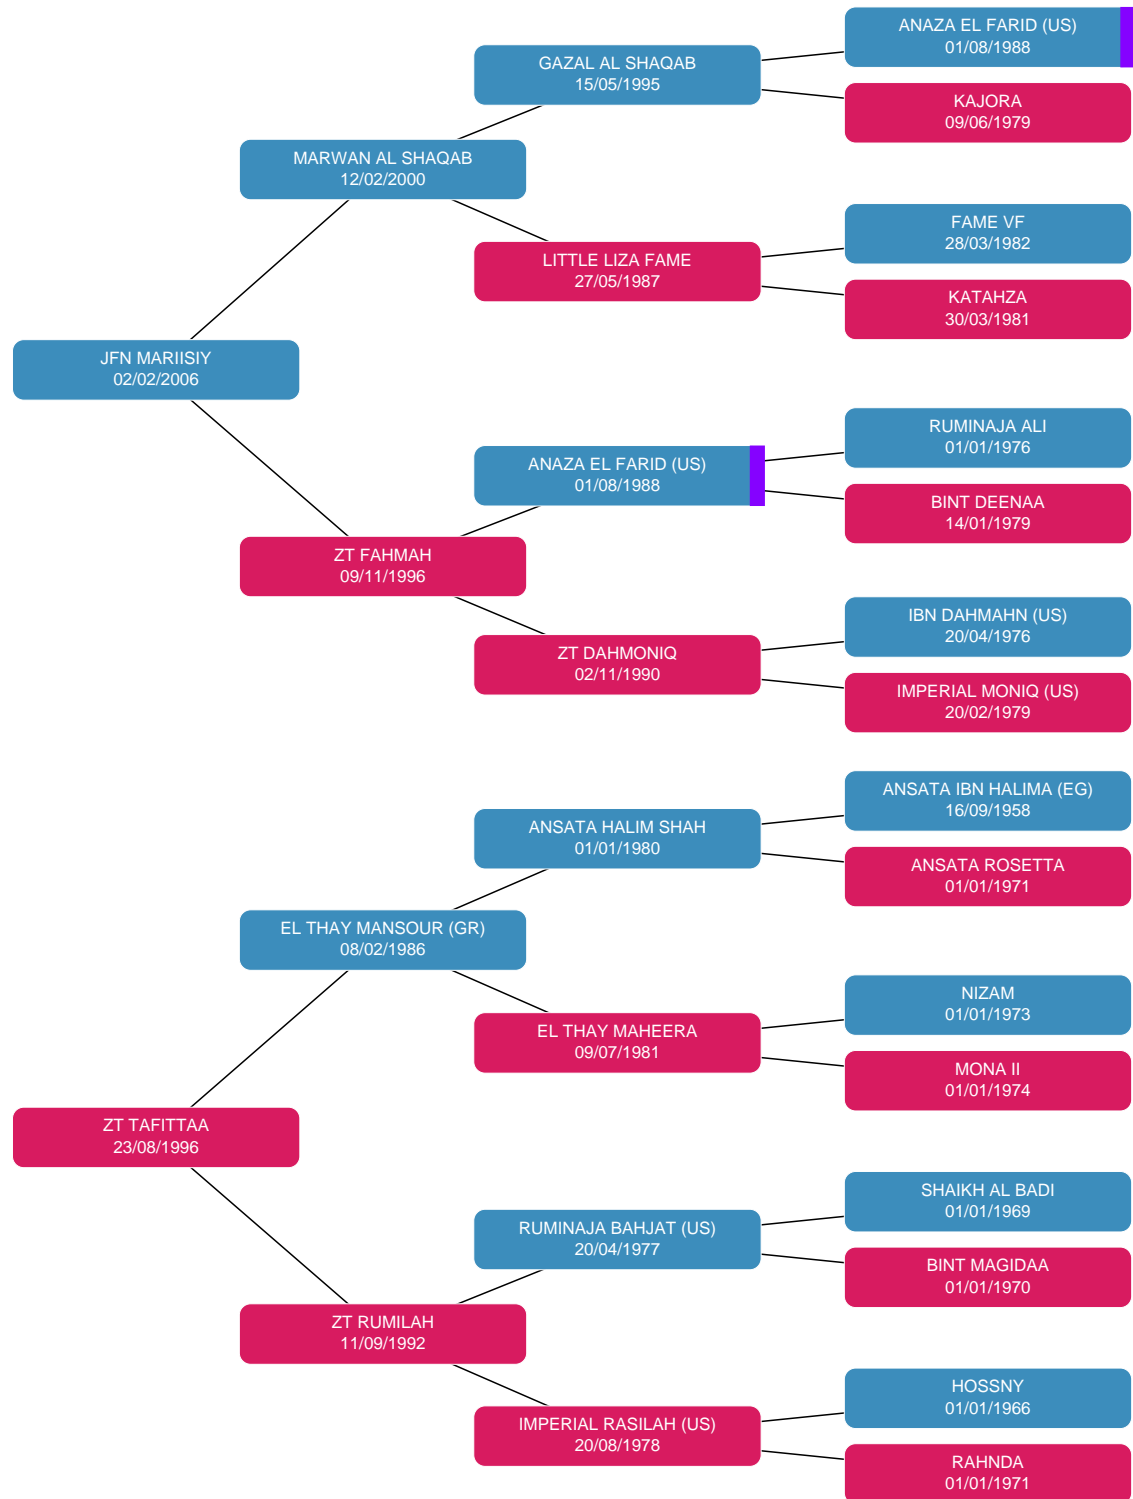 ANAZA EL FARID (US)
01/08/1988
GAZAL AL SHAQAB
15/05/1995
KAJORA
09/06/1979
MARWAN AL SHAQAB
12/02/2000
FAME VF
28/03/1982
LITTLE LIZA FAME
27/05/1987
KATAHZA
30/03/1981
JFN MARIISIY
02/02/2006
RUMINAJA ALI
01/01/1976
ANAZA EL FARID (US)
01/08/1988
BINT DEENAA
14/01/1979
ZT FAHMAH
09/11/1996
IBN DAHMAHN (US)
20/04/1976
ZT DAHMONIQ
02/11/1990
IMPERIAL MONIQ (US)
20/02/1979
ANSATA IBN HALIMA (EG)
16/09/1958
ANSATA HALIM SHAH
01/01/1980
ANSATA ROSETTA
01/01/1971
EL THAY MANSOUR (GR)
08/02/1986
NIZAM
01/01/1973
EL THAY MAHEERA
09/07/1981
MONA II
01/01/1974
ZT TAFITTAA
23/08/1996
SHAIKH AL BADI
01/01/1969
RUMINAJA BAHJAT (US)
20/04/1977
BINT MAGIDAA
01/01/1970
ZT RUMILAH
11/09/1992
HOSSNY
01/01/1966
IMPERIAL RASILAH (US)
20/08/1978
RAHNDA
01/01/1971